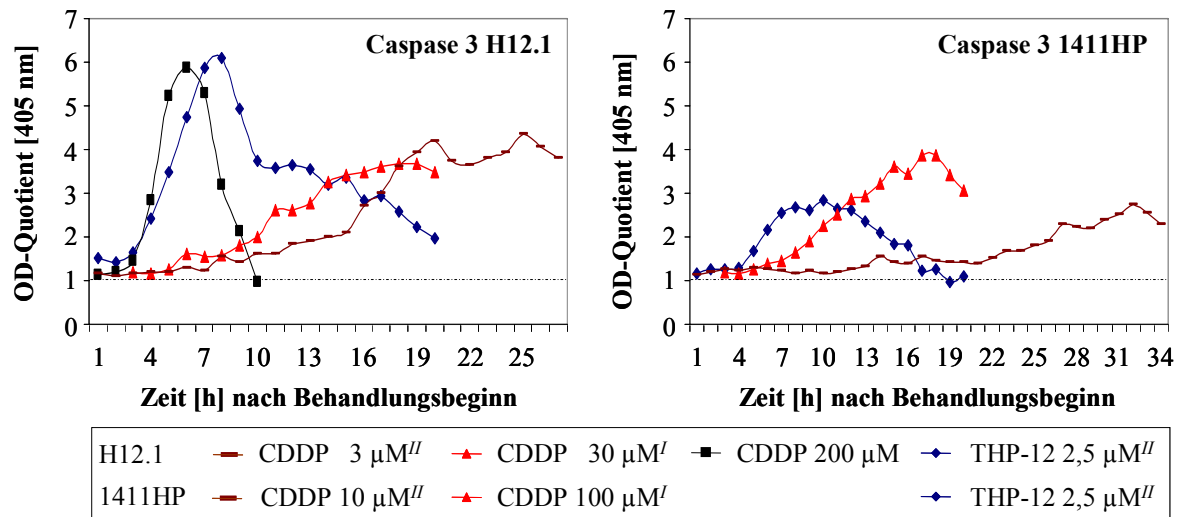 Caspase 3 H12.1
OD-Quotient [405 nm]
7
6
5
4
3
2
1
0
1 4 7 10 13 16 19 22 25
Zeit [h] nach Behandlungsbeginn
Caspase 3 1411HP
OD-Quotient [405 nm]
7
6
5
4
3
2
1
0
1 4 7 10 13 16 19 22 25 28 31 34
Zeit [h] nach Behandlungsbeginn
H12.1 CDDP 3 µM^II CDDP 30 µM^I CDDP 200 µM THP-12 2,5 µM^II
1411HP CDDP 10 µM^II CDDP 100 µM^I THP-12 2,5 µM^II